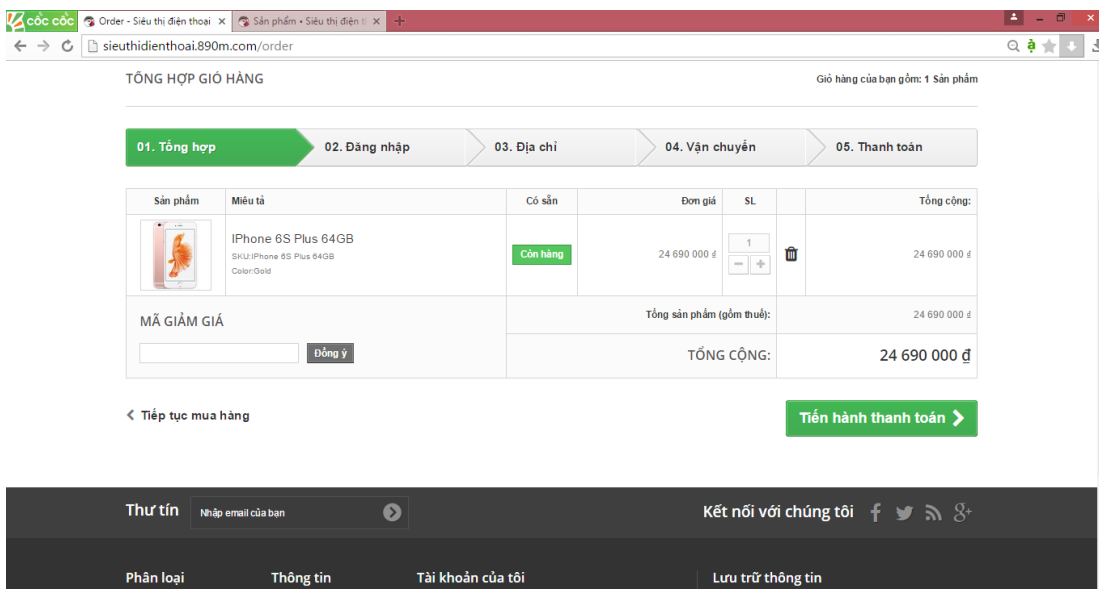 cốc cốc Order - Siêu thị điện thoại Sản phẩm • Siêu thị điện t
sieuthidienthoai.890m.com/order
TỔNG HỢP GIỎ HÀNG Giỏ hàng của bạn gồm: 1 Sản phẩm
01. Tổng hợp 02. Đăng nhập 03. Địa chỉ 04. Vận chuyển 05. Thanh toán
Sản phẩm Miêu tả Có sẵn Đơn giá SL Tổng cộng:
IPhone 6S Plus 64GB
SKU:IPhone 6S Plus 64GB
Color:Gold
Còn hàng 24 690 000 ₫ 1 24 690 000 ₫
Tổng sản phẩm (gồm thuế): 24 690 000 ₫
MÃ GIẢM GIÁ
Đồng ý
TỔNG CỘNG: 24 690 000 ₫
Tiếp tục mua hàng Tiến hành thanh toán
Thư tín Nhập email của bạn Kết nối với chúng tôi
Phân loại Thông tin Tài khoản của tôi Lưu trữ thông tin